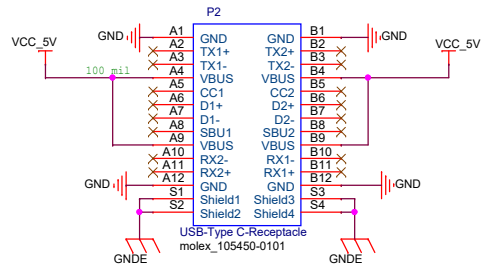 P2
VCC_5V
100 mil
GND
A1 GND GND B1
GND
A2 TX1+ TX2+ B2
A3 TX1- TX2- B3
A4 VBUS VBUS B4
VCC_5V
A5 CC1 CC2 B5
A6 D1+ D2+ B6
A7 D1- D2- B7
A8 SBU1 SBU2 B8
A9 VBUS VBUS B9
A10 RX2- RX1- B10
A11 RX2+ RX1+ B11
GND A12 GND GND B12 GND
S1 Shield1 Shield3 S3
S2 Shield2 Shield4 S4
USB-Type C-Receptacle
molex_105450-0101
GNDE
GNDE